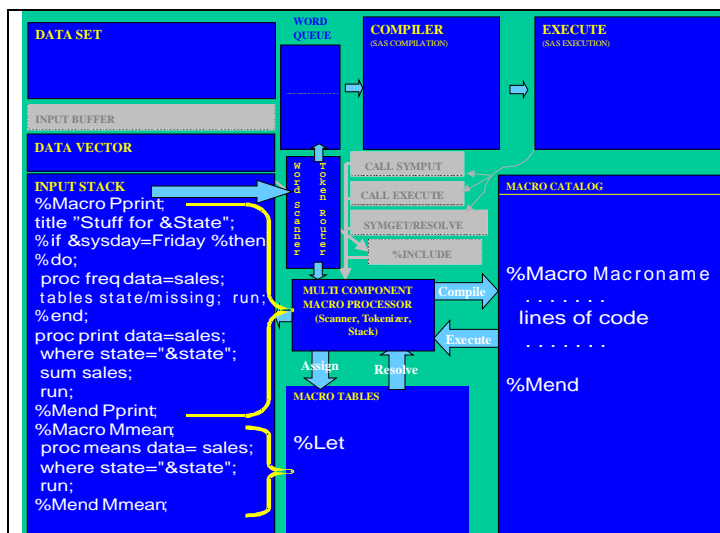 DATA SET
INPUT BUFFER
DATA VECTOR
INPUT STACK
%Macro Pprint;
title "Stuff for &State";
%if &sysday=Friday %then
%do;
proc freq data=sales;
tables state/missing; run;
%end;
proc print data=sales;
where state="&state";
sum sales;
run;
%Mend Pprint;
%Macro Mmean;
proc means data= sales;
where state="&state";
run;
%Mend Mmean;
WORD
QUEUE
Word Scanner
Token Router
COMPILER
(SAS COMPILATION)
EXECUTE
(SAS EXECUTION)
CALL SYMPUT
CALL EXECUTE
SYMGET/RESOLVE
%INCLUDE
MULTI COMPONENT
MACRO PROCESSOR
(Scanner, Tokenizer,
Stack)
Compile
Execute
Assign
Resolve
MACRO TABLES
%Let
MACRO CATALOG
%Macro Macroname
. . . . . . .
lines of code
. . . . . . .
%Mend